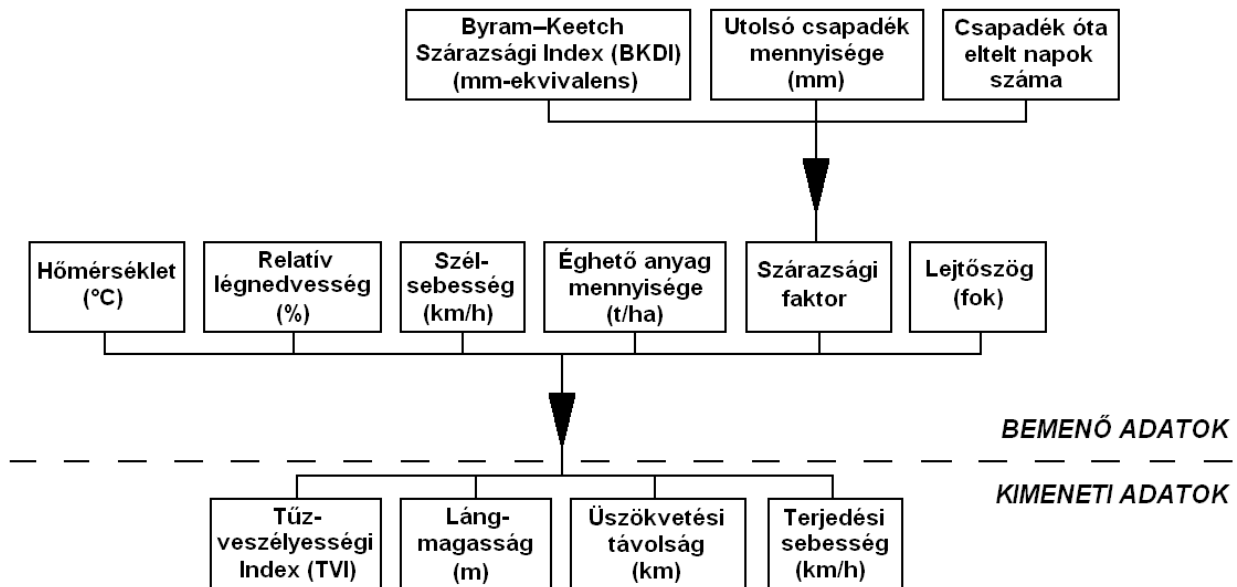 Byram–Keetch
Szárazsági Index (BKDI)
(mm-ekvivalens)
Utolsó csapadék
mennyisége
(mm)
Csapadék óta
eltelt napok
száma
Hőmérséklet
(°C)
Relatív
légnedvesség
(%)
Szél-
sebesség
(km/h)
Éghető anyag
mennyisége
(t/ha)
Szárazsági
faktor
Lejtőszög
(fok)
BEMENŐ ADATOK
KIMENETI ADATOK
Tűz-
veszélyességi
Index (TVI)
Láng-
magasság
(m)
Üszökvetési
távolság
(km)
Terjedési
sebesség
(km/h)